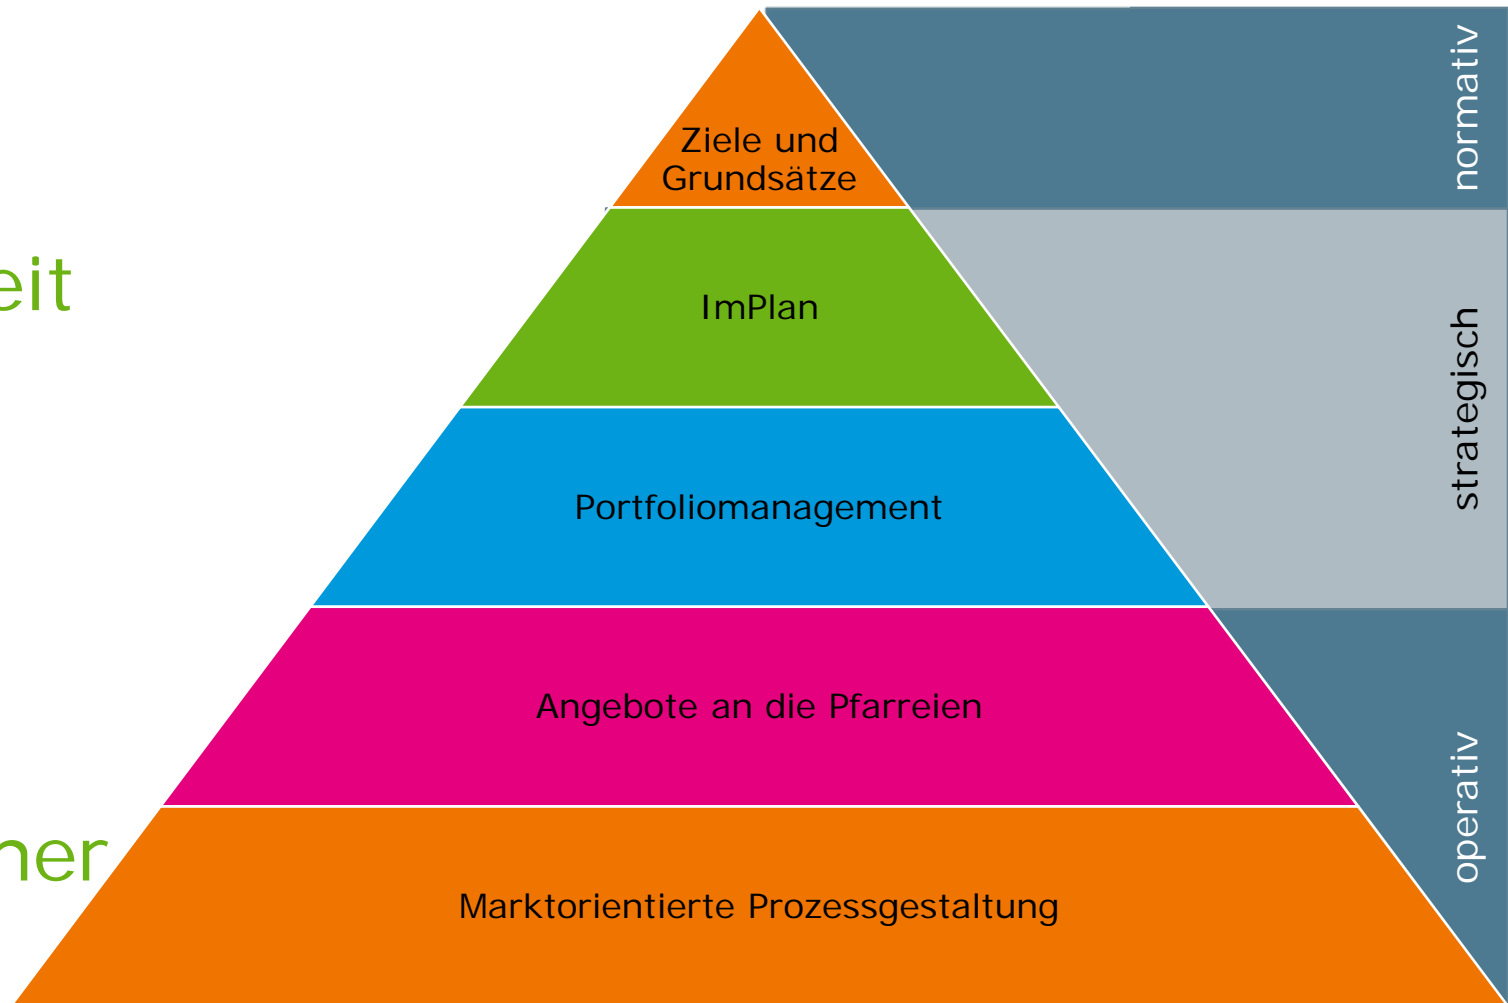 Ziele und
Grundsätze
normativ
eit
ImPlan
strategisch
Portfoliomanagement
Angebote an die Pfarreien
operativ
ner
Marktorientierte Prozessgestaltung